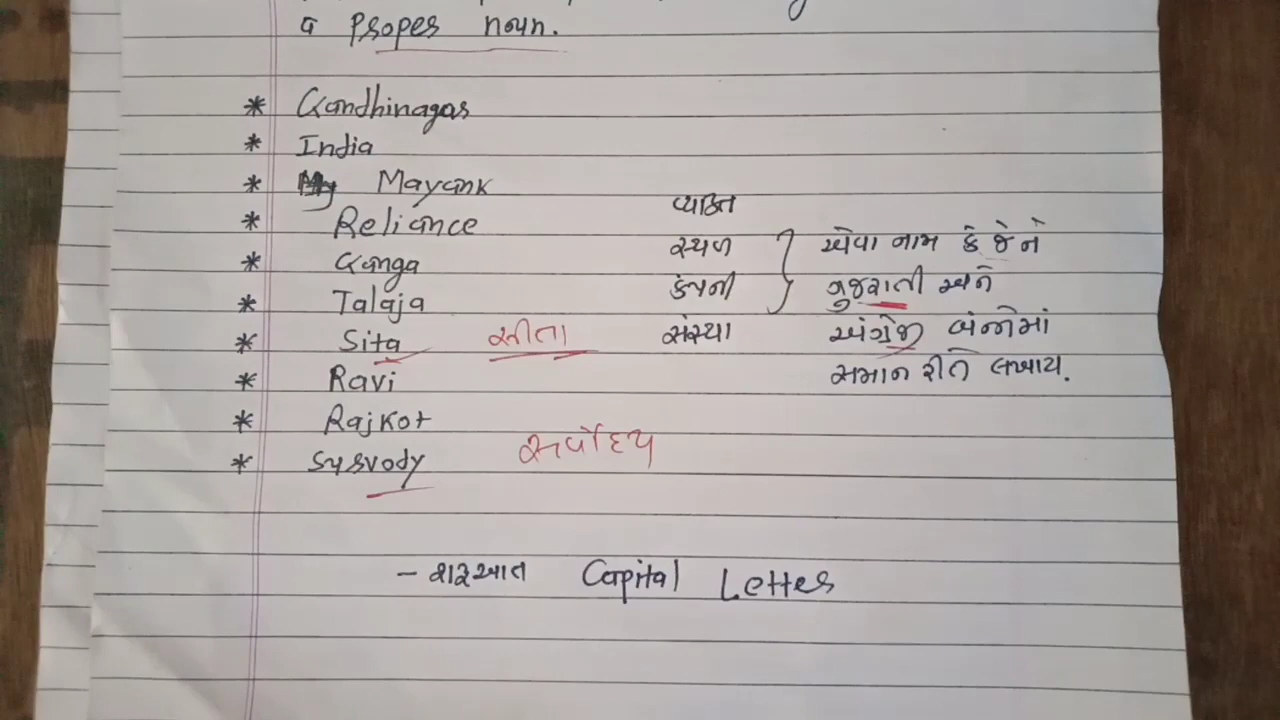 a Proper noun.
* Gandhinagar
* India
* Mayank
* Reliance
* Ganga
* Talaja
* Sita સીતા
* Ravi
* Rajkot
* સર્વોદય
વ્યક્તિ
સ્થળ
કંપની
સંસ્થા
એવા નામ કે જેને
ગુજરાતી અને
અંગ્રેજી બંન્નેમાં
સમાન રીતે લખાય.
- શરૂઆત Capital Letter